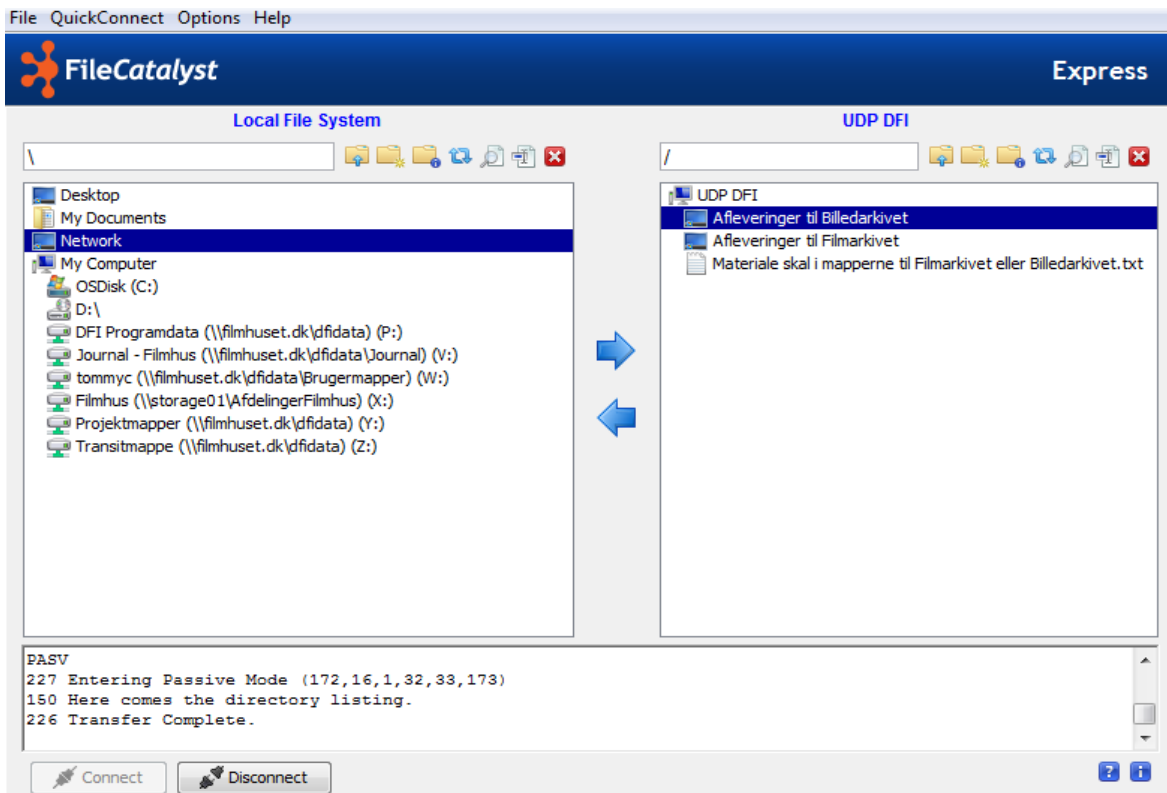 File QuickConnect Options Help
FileCatalyst
Express
Local File System
UDP DFI
\
/
Desktop
My Documents
Network
My Computer
OSDisk (C:)
D:\
DFI Programdata (\\filmhuset.dk\dfidata) (P:)
Journal - Filmhus (\\filmhuset.dk\dfidata\Journal) (V:)
tommyc (\\filmhuset.dk\dfidata\Brugermapper) (W:)
Filmhus (\\storage01\AfdelingerFilmhus) (X:)
Projektmapper (\\filmhuset.dk\dfidata) (Y:)
Transitmappe (\\filmhuset.dk\dfidata) (Z:)
UDP DFI
Afleveringer til Billedarkivet
Afleveringer til Filmarkivet
Materiale skal i mapperne til Filmarkivet eller Billedarkivet.txt
PASV
227 Entering Passive Mode (172,16,1,32,33,173)
150 Here comes the directory listing.
226 Transfer Complete.
Connect
Disconnect